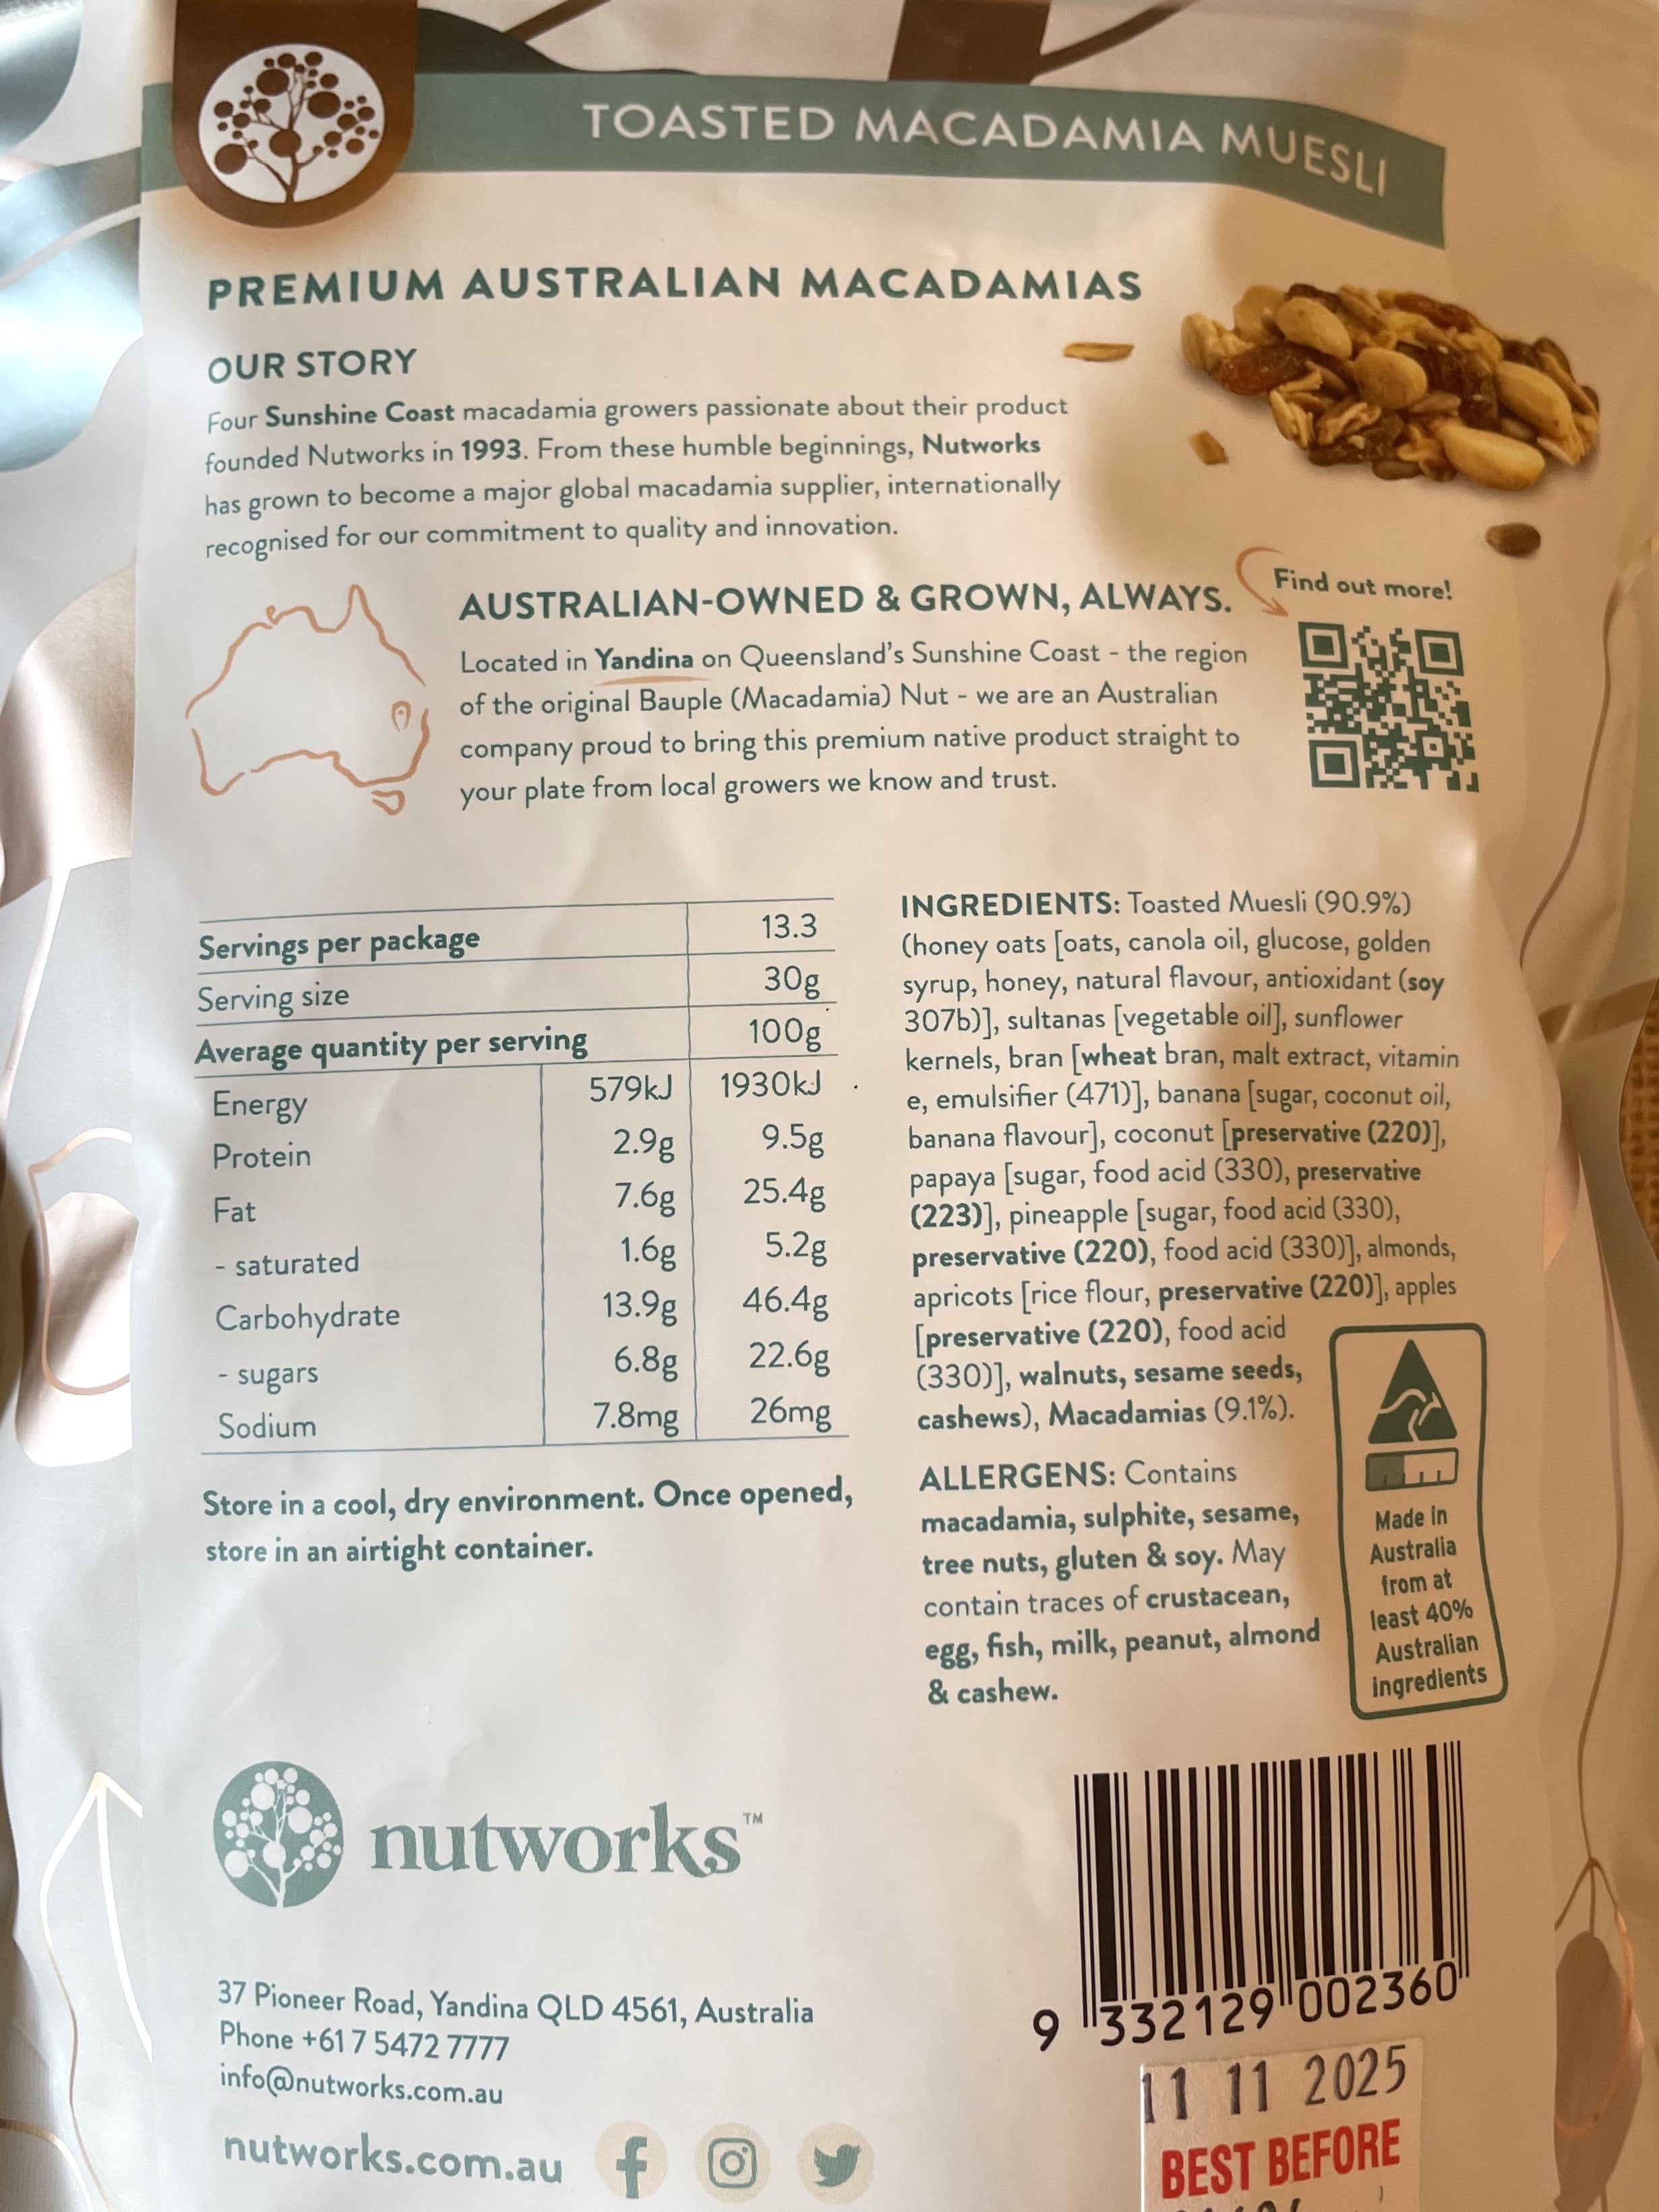 TOASTED MACADAMIA MUESLI
PREMIUM AUSTRALIAN MACADAMIAS
OUR STORY
Four Sunshine Coast macadamia growers passionate about their product
founded Nutworks in 1993. From these humble beginnings, Nutworks
has grown to become a major global macadamia supplier, internationally
recognised for our commitment to quality and innovation.
AUSTRALIAN-OWNED & GROWN, ALWAYS.
Find out more!
Located in Yandina on Queensland's Sunshine Coast - the region
of the original Bauple (Macadamia) Nut - we are an Australian
company proud to bring this premium native product straight to
your plate from local growers we know and trust.
Servings per package 13.3
Serving size 30g
Average quantity per serving 100g
Energy 579kJ 1930kJ
Protein 2.9g 9.5g
Fat 7.6g 25.4g
- saturated 1.6g 5.2g
Carbohydrate 13.9g 46.4g
- sugars 6.8g 22.6g
Sodium 7.8mg 26mg
Store in a cool, dry environment. Once opened,
store in an airtight container.
INGREDIENTS: Toasted Muesli (90.9%)
(honey oats [oats, canola oil, glucose, golden
syrup, honey, natural flavour, antioxidant (soy
307b)], sultanas [vegetable oil], sunflower
kernels, bran [wheat bran, malt extract, vitamin
e, emulsifier (471)], banana [sugar, coconut oil,
banana flavour], coconut [preservative (220)],
papaya [sugar, food acid (330), preservative
(223)], pineapple [sugar, food acid (330),
preservative (220), food acid (330)], almonds,
apricots [rice flour, preservative (220)], apples
[preservative (220), food acid
(330)], walnuts, sesame seeds,
cashews), Macadamias (9.1%).
ALLERGENS: Contains
macadamia, sulphite, sesame,
tree nuts, gluten & soy. May
contain traces of crustacean,
egg, fish, milk, peanut, almond
& cashew.
Made in
Australia
from at
least 40%
Australian
ingredients
nutworks™
37 Pioneer Road, Yandina QLD 4561, Australia
Phone +61 7 5472 7777
info@nutworks.com.au
nutworks.com.au
9 332129 002360
11 11 2025
BEST BEFORE